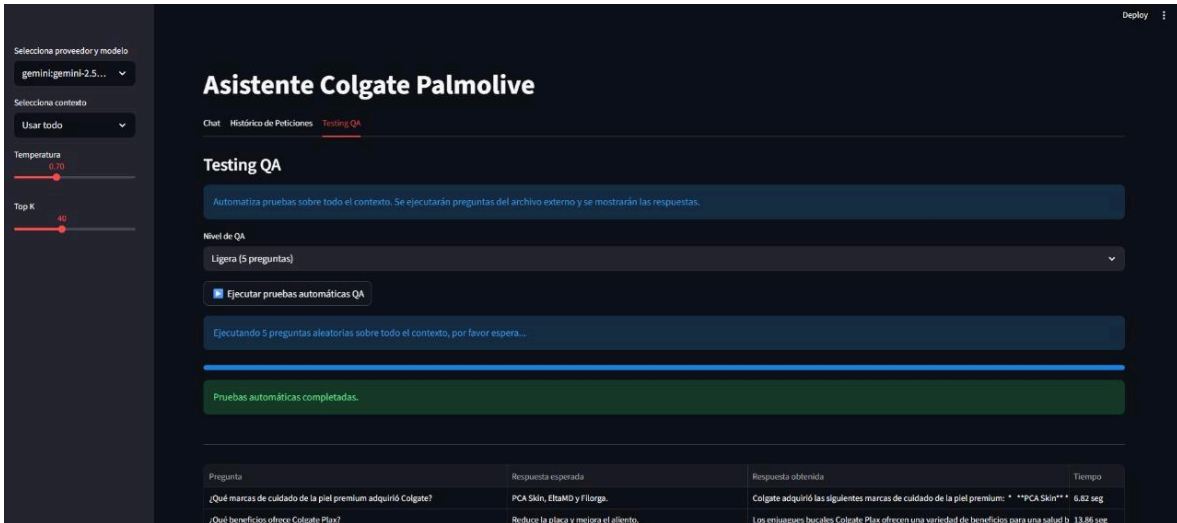 Deploy
Selecciona proveedor y modelo
gemini:gemini-2.5...
Selecciona contexto
Usar todo
Temperatura
0.70
Top K
40
Asistente Colgate Palmolive
Chat Histórico de Peticiones Testing QA
Testing QA
Automatiza pruebas sobre todo el contexto. Se ejecutarán preguntas del archivo externo y se mostrarán las respuestas.
Nivel de QA
Ligera (5 preguntas)
Ejecutar pruebas automáticas QA
Ejecutando 5 preguntas aleatorias sobre todo el contexto, por favor espera...
Pruebas automáticas completadas.
Pregunta Respuesta esperada Respuesta obtenida Tiempo
¿Qué marcas de cuidado de la piel premium adquirió Colgate? PCA Skin, EltaMD y Filorga. Colgate adquirió las siguientes marcas de cuidado de la piel premium: * **PCA Skin** * 6.82 seg
¿Qué beneficios ofrece Colgate Plax? Reduce la placa y mejora el aliento. Los enjuagues bucales Colgate Plax ofrecen una variedad de beneficios para una salud b 13.86 seg